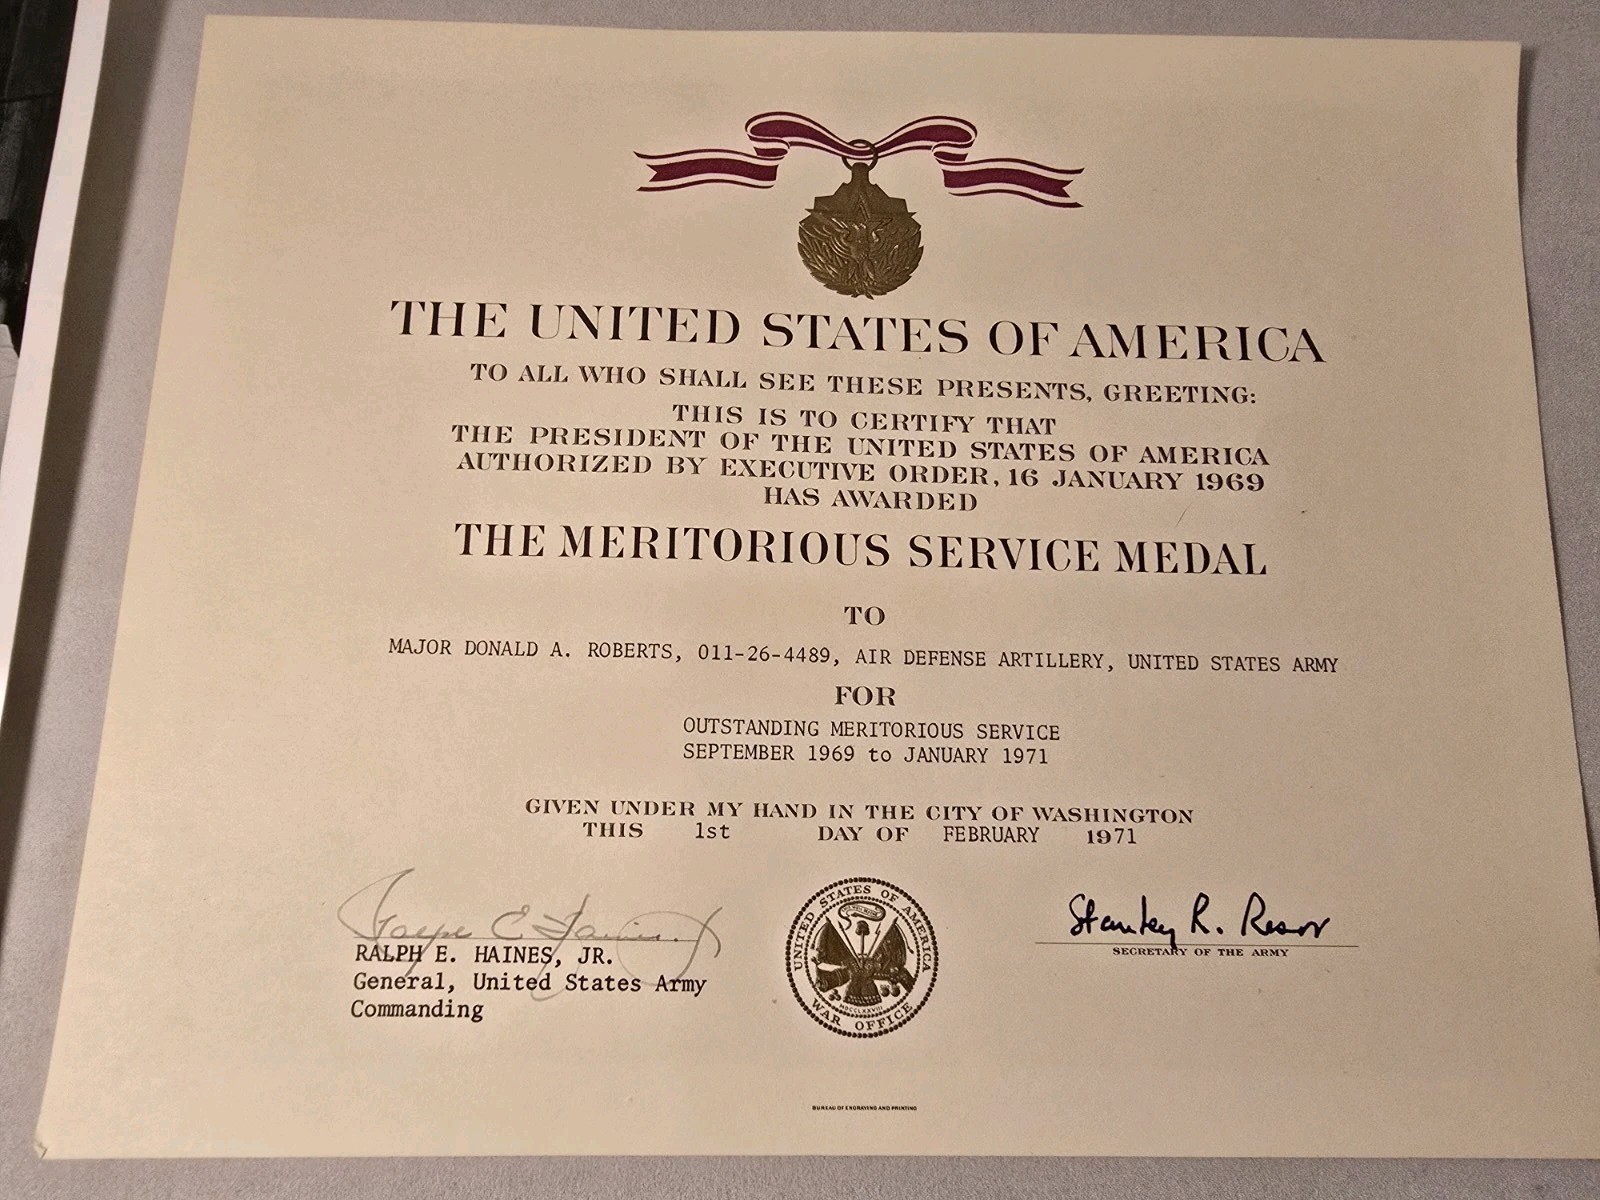 THE UNITED STATES OF AMERICA
TO ALL WHO SHALL SEE THESE PRESENTS, GREETING:
THIS IS TO CERTIFY THAT
THE PRESIDENT OF THE UNITED STATES OF AMERICA
AUTHORIZED BY EXECUTIVE ORDER, 16 JANUARY 1969
HAS AWARDED
THE MERITORIOUS SERVICE MEDAL
TO
MAJOR DONALD A. ROBERTS, 011-26-4489, AIR DEFENSE ARTILLERY, UNITED STATES ARMY
FOR
OUTSTANDING MERITORIOUS SERVICE
SEPTEMBER 1969 to JANUARY 1971
GIVEN UNDER MY HAND IN THE CITY OF WASHINGTON
THIS 1st DAY OF FEBRUARY 1971
Ralph E. Haines, Jr.
RALPH E. HAINES, JR.
General, United States Army
Commanding
UNITED STATES OF AMERICA
WAR OFFICE
MDCCLXXVIII
Stanley R. Resor
SECRETARY OF THE ARMY
BUREAU OF ENGRAVING AND PRINTING